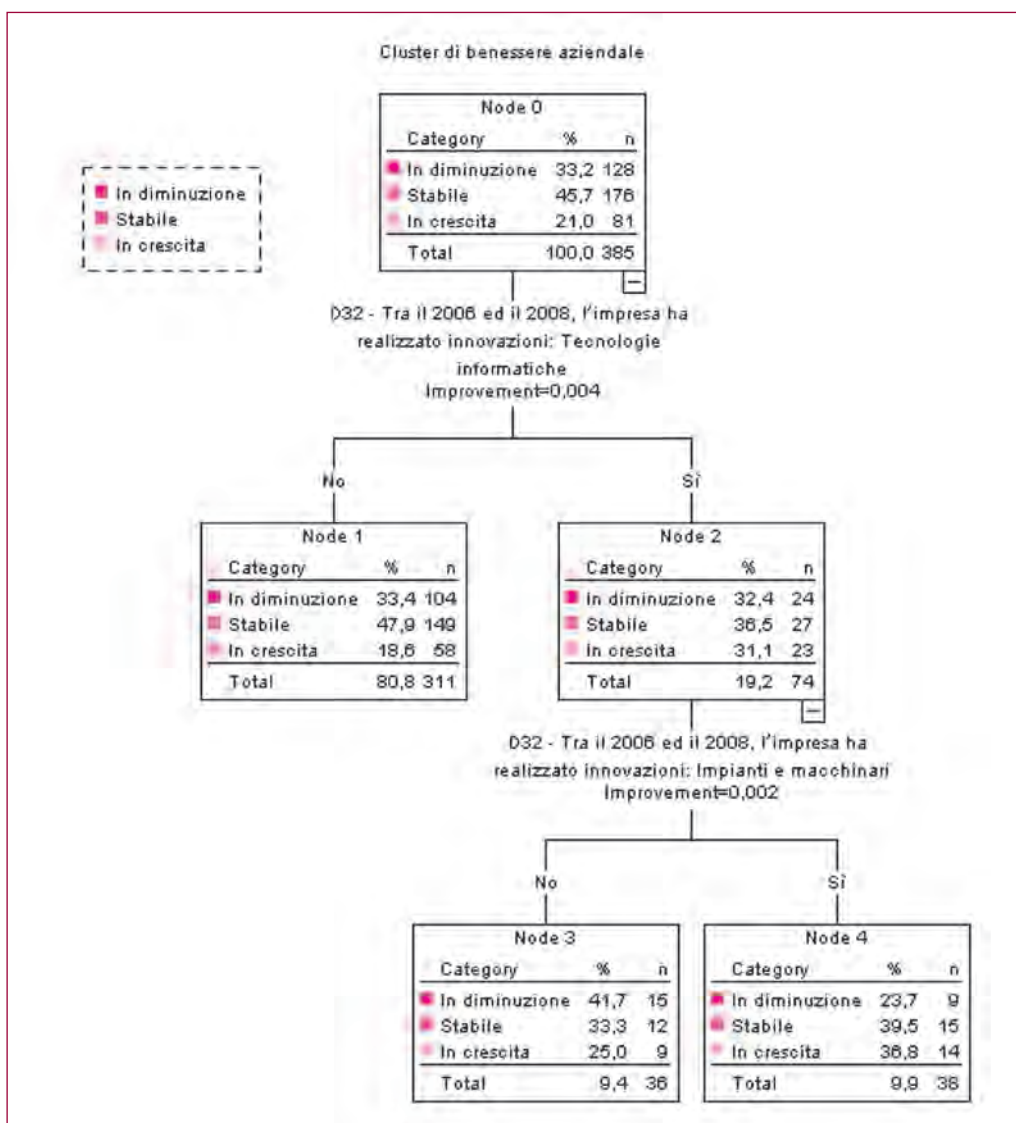 Cluster di benessere aziendale
Node 0
Category % n
In diminuzione 33,2 128
Stabile 45,7 176
In crescita 21,0 81
Total 100,0 385
In diminuzione
Stabile
In crescita
D32 - Tra il 2006 ed il 2008, l'impresa ha
realizzato innovazioni: Tecnologie
informatiche
Improvement=0,004
No
Sì
Node 1
Category % n
In diminuzione 33,4 104
Stabile 47,9 149
In crescita 18,6 58
Total 80,8 311
Node 2
Category % n
In diminuzione 32,4 24
Stabile 36,5 27
In crescita 31,1 23
Total 19,2 74
D32 - Tra il 2006 ed il 2008, l'impresa ha
realizzato innovazioni: Impianti e macchinari
Improvement=0,002
No
Sì
Node 3
Category % n
In diminuzione 41,7 15
Stabile 33,3 12
In crescita 25,0 9
Total 9,4 36
Node 4
Category % n
In diminuzione 23,7 9
Stabile 39,5 15
In crescita 36,8 14
Total 9,9 38